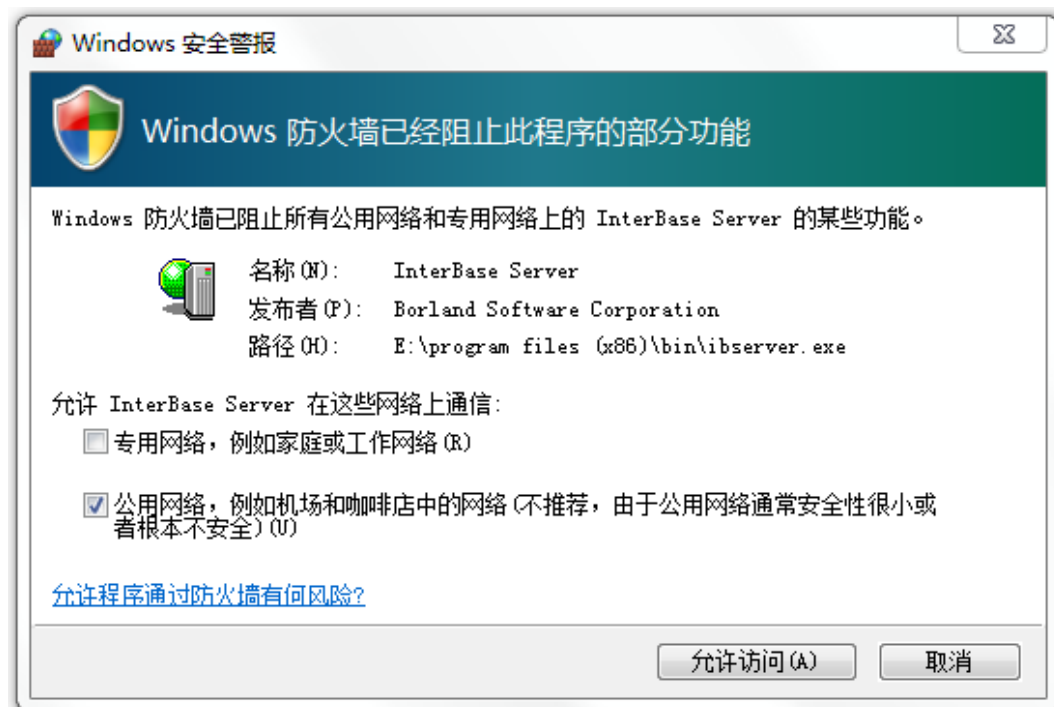 Windows 安全警报
Windows 防火墙已经阻止此程序的部分功能
Windows 防火墙已阻止所有公用网络和专用网络上的 InterBase Server 的某些功能。
名称(N): InterBase Server
发布者(P): Borland Software Corporation
路径(H): E:\program files (x86)\bin\ibserver.exe
允许 InterBase Server 在这些网络上通信:
专用网络，例如家庭或工作网络(R)
公用网络，例如机场和咖啡店中的网络(不推荐，由于公用网络通常安全性很小或
者根本不安全)(U)
允许程序通过防火墙有何风险?
允许访问(A) 取消